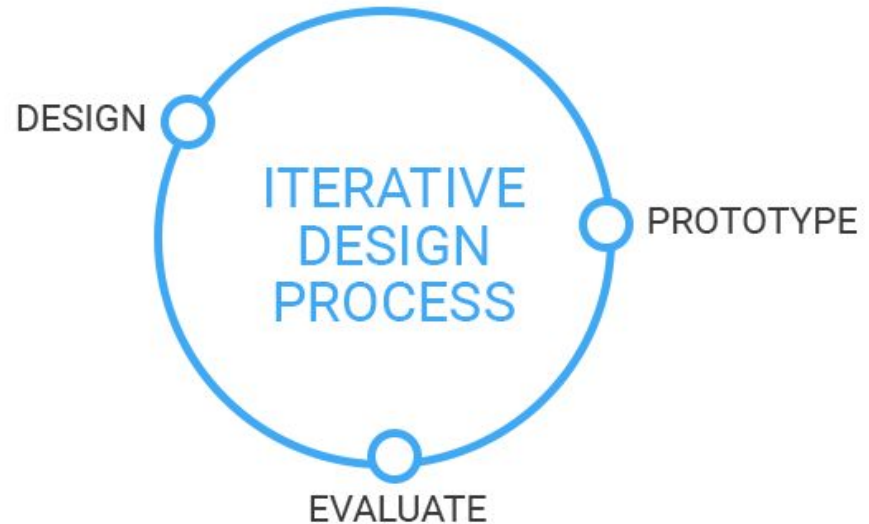 DESIGN
ITERATIVE
DESIGN
PROCESS
PROTOTYPE
EVALUATE